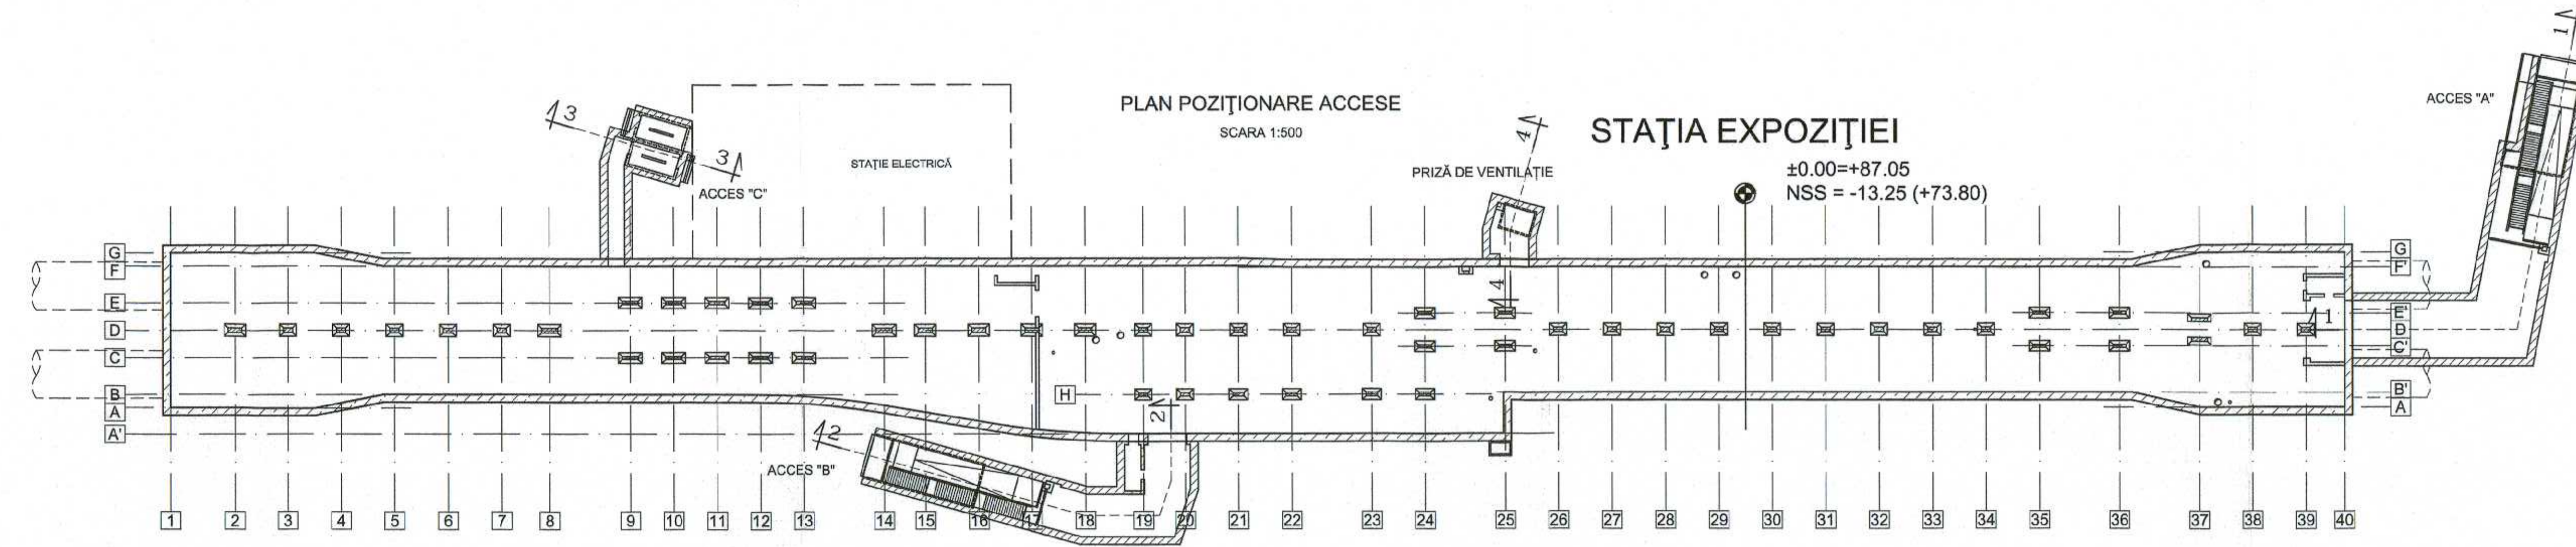 PLAN POZIŢIONARE ACCESE
SCARA 1:500
STAŢIA EXPOZIŢIEI
±0.00=+87.05
NSS = -13.25 (+73.80)
ACCES "A"
1
3
3
ACCES "C"
STAŢIE ELECTRICĂ
PRIZĂ DE VENTILAŢIE
4
4
G
F
E
D
C
B
A
A'
G
F'
E'
D
C'
B'
A
1
H
2
2
ACCES "B"
1 2 3 4 5 6 7 8 9 10 11 12 13 14 15 16 17 18 19 20 21 22 23 24 25 26 27 28 29 30 31 32 33 34 35 36 37 38 39 40